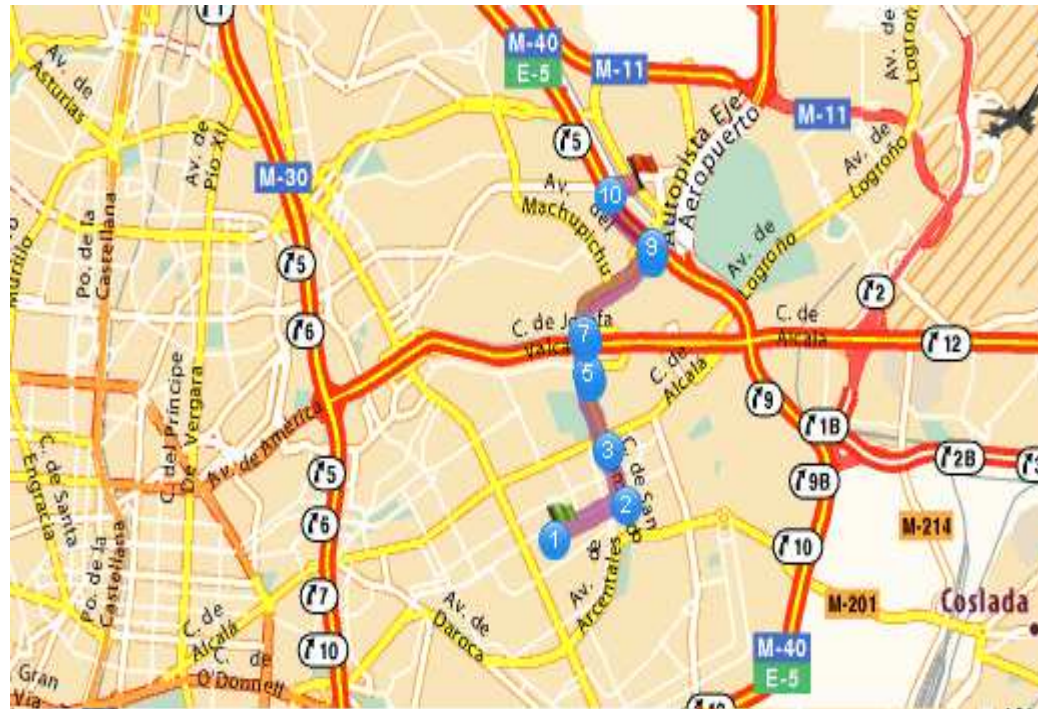 M-40
E-5
M-11
Av. de
Logroño
Av. de
Asturias
Av. de
Pío XII
5
M-11
M-30
Autopista Eje
Aeropuerto
Av. de
Logroño
10
Av. del
Machupichu
Murillo
Po. de la
Castellana
9
Av. de
Logroño
5
2
6
C. de Josefa
Valcá
7
C. de
Alcalá
12
5
C. de
Alcalá
9
C. del Príncipe
De Vergara
Av. de América
1B
C. de Santa
Engracia
3
C. de San
2B
3
5
9B
2
6
M-214
1
10
Po. de la
Castellana
Av. de
Arcentales
7
Av. de
Daroca
M-201
Coslada
C. de
Alcalá
10
M-40
E-5
C. de
O'Donnell
Gran
Vía